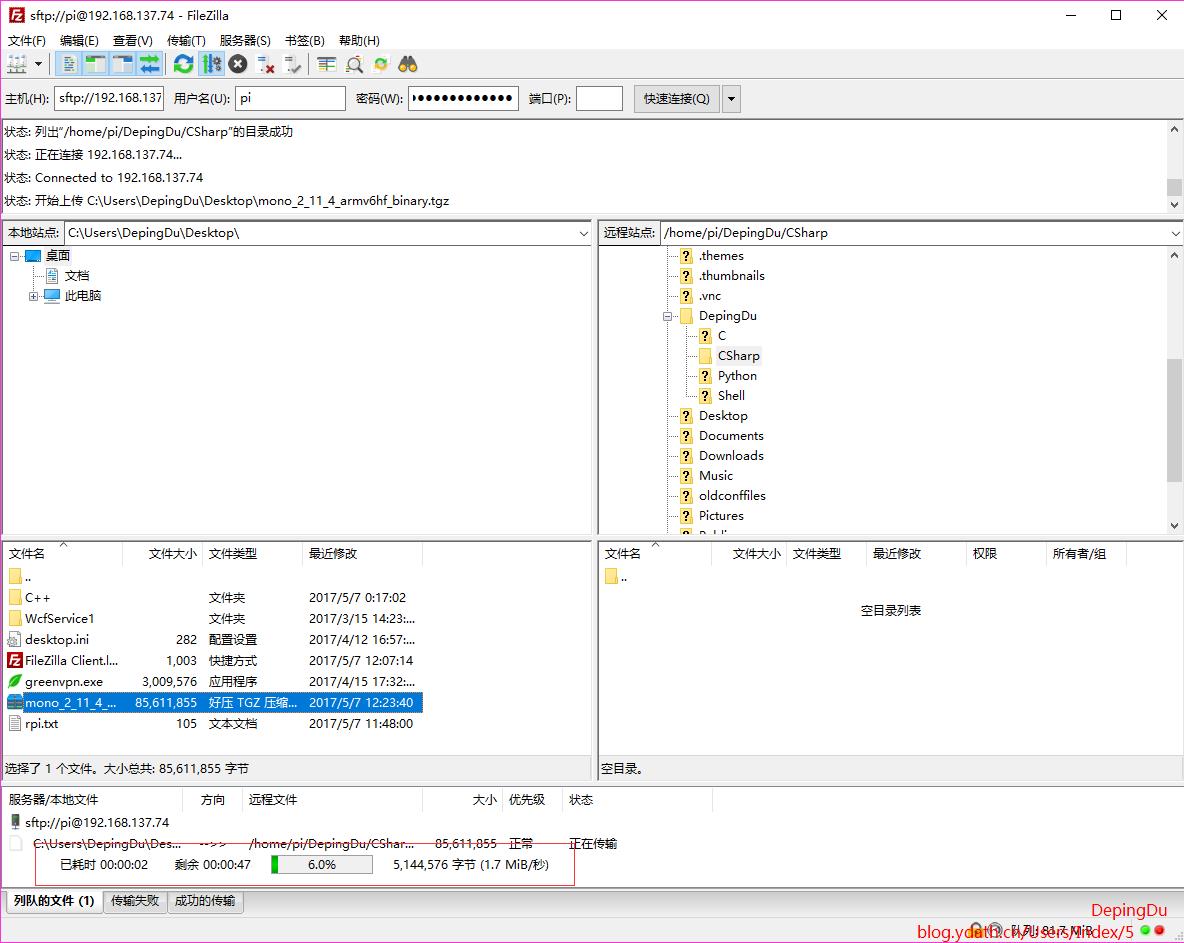 sftp://pi@192.168.137.74 - FileZilla
文件(F) 编辑(E) 查看(V) 传输(T) 服务器(S) 书签(B) 帮助(H)
主机(H): sftp://192.168.137 用户名(U): pi 密码(W): ●●●●●●●●●●●●● 端口(P): 快速连接(Q)
状态: 列出"/home/pi/DepingDu/CSharp"的目录成功
状态: 正在连接 192.168.137.74...
状态: Connected to 192.168.137.74
状态: 开始上传 C:\Users\DepingDu\Desktop\mono_2_11_4_armv6hf_binary.tgz
本地站点: C:\Users\DepingDu\Desktop\
桌面
文档
此电脑
远程站点: /home/pi/DepingDu/CSharp
.themes
.thumbnails
.vnc
DepingDu
C
CSharp
Python
Shell
Desktop
Documents
Downloads
Music
oldconffiles
Pictures
文件名 文件大小 文件类型 最近修改
..
C++ 文件夹 2017/5/7 0:17:02
WcfService1 文件夹 2017/3/15 14:23:...
desktop.ini 282 配置设置 2017/4/12 16:57:...
FileZilla Client.l... 1,003 快捷方式 2017/5/7 12:07:14
greenvpn.exe 3,009,576 应用程序 2017/4/15 17:32:...
mono_2_11_4_... 85,611,855 好压 TGZ 压缩... 2017/5/7 12:23:40
rpi.txt 105 文本文档 2017/5/7 11:48:00
选择了 1 个文件。大小总共: 85,611,855 字节
文件名 文件大小 文件类型 最近修改 权限 所有者/组
..
空目录列表
空目录。
服务器/本地文件 方向 远程文件 大小 优先级 状态
sftp://pi@192.168.137.74
C:\Users\DepingDu\Des... -->> /home/pi/DepingDu/CShar... 85,611,855 正常 正在传输
已耗时 00:00:02 剩余 00:00:47 6.0% 5,144,576 字节 (1.7 MiB/秒)
列队的文件 (1) 传输失败 成功的传输
DepingDu
队列: 81.7 MiB
blog.ydath.cn/Users/Index/5